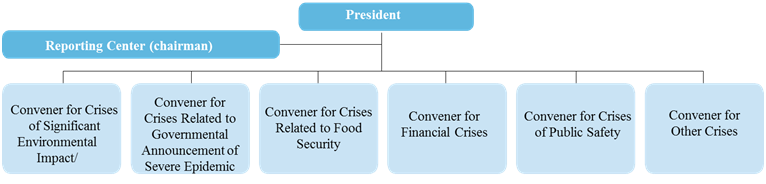 President
Reporting Center (chairman)
Convener for Crises
of Significant
Environmental
Impact/
Convener for
Crises Related to
Governmental
Announcement of
Severe Epidemic
Convener for Crises
Related to Food
Security
Convener for
Financial Crises
Convener for Crises
of Public Safety
Convener for
Other Crises